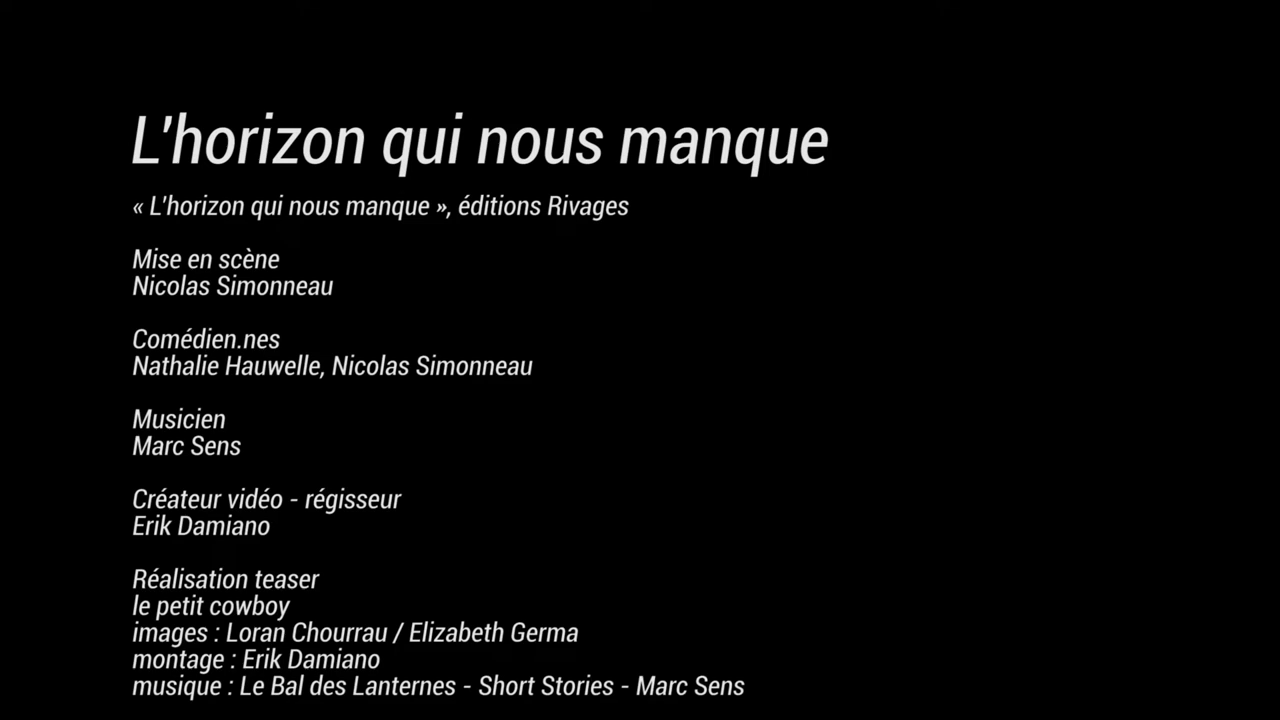 L'horizon qui nous manque
« L'horizon qui nous manque », éditions Rivages
Mise en scène
Nicolas Simonneau
Comédien.nes
Nathalie Hauwelle, Nicolas Simonneau
Musicien
Marc Sens
Créateur vidéo - régisseur
Erik Damiano
Réalisation teaser
le petit cowboy
images : Loran Chourrau / Elizabeth Germa
montage : Erik Damiano
musique : Le Bal des Lanternes - Short Stories - Marc Sens